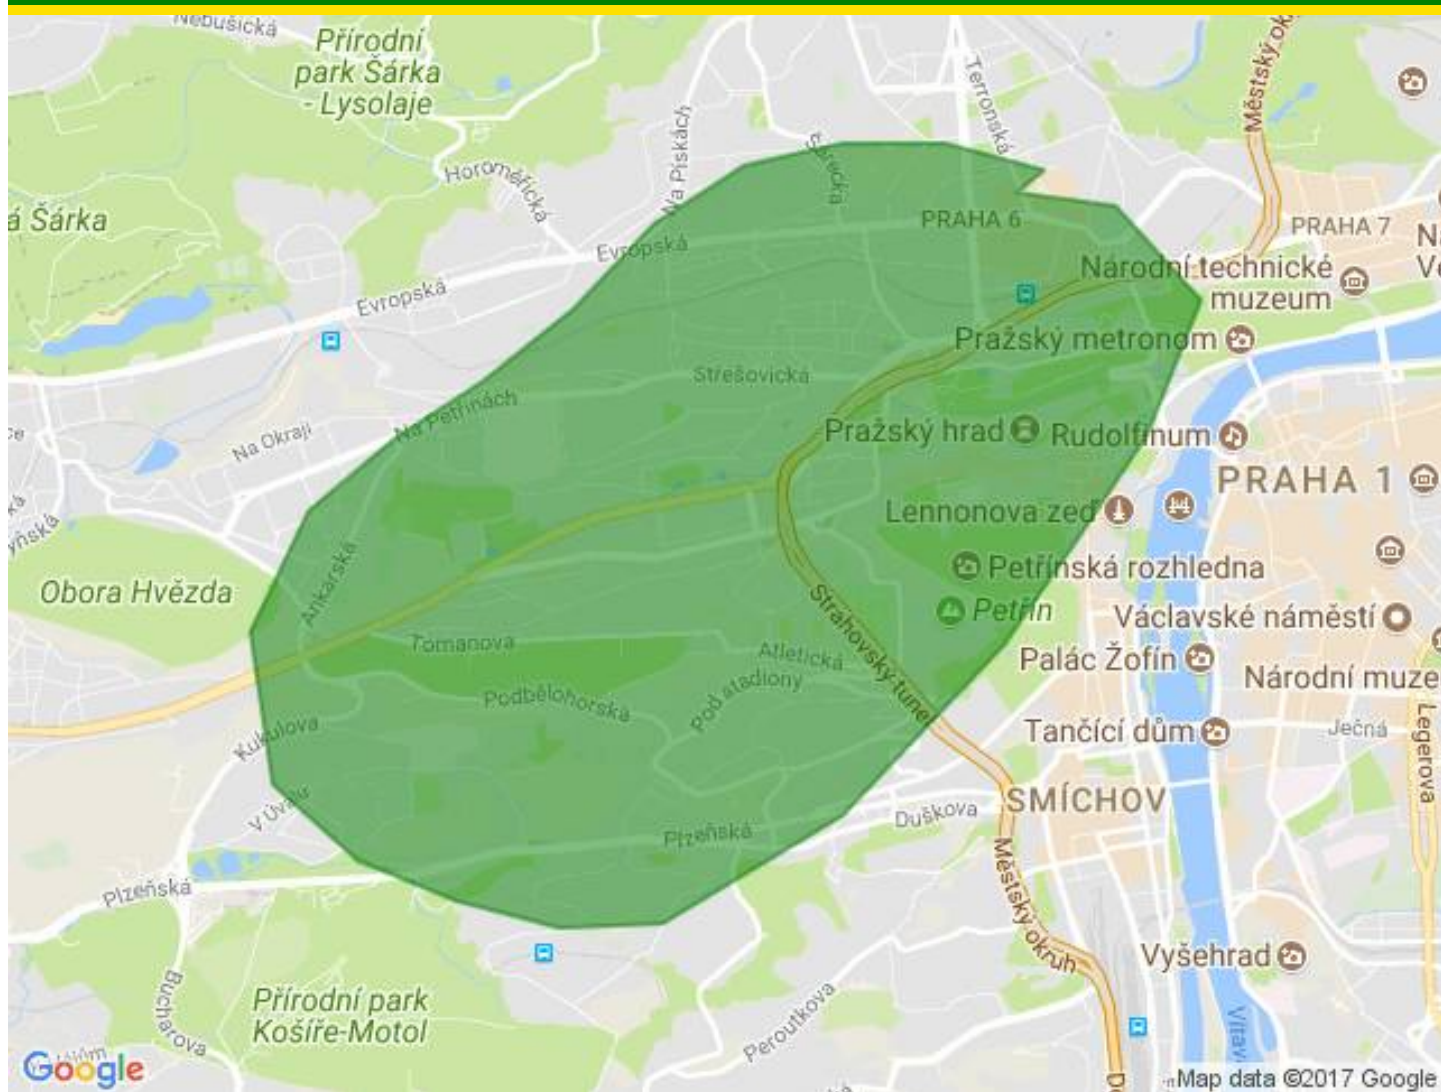 Nebušická
Přírodní
park Šárka
- Lysolaje
Terronská
Městský ok
Na Pískách
Šárecká
Horoměřická
á Šárka
PRAHA 6
PRAHA 7
Evropská
Národní technické
muzeum
Evropská
Pražský metronom
Střešovická
Na Petřinách
Na Okraji
Pražský hrad
Rudolfinum
PRAHA 1
Lennonova zeď
Petřínská rozhledna
Obora Hvězda
Ankarská
Petřín
Václavské náměstí
Strahovský tunel
Tomanova
Atletická
Palác Žofín
Národní muze
Podbělohorská
Pod stadiony
Kukulova
Tančící dům
Ječná
Legerova
V Úvalu
SMÍCHOV
Duškova
Plzeňská
Plzeňská
Městský okruh
Vyšehrad
Bucharova
Přírodní park
Košíře-Motol
Peroutkova
Vltav
Google
Map data ©2017 Google